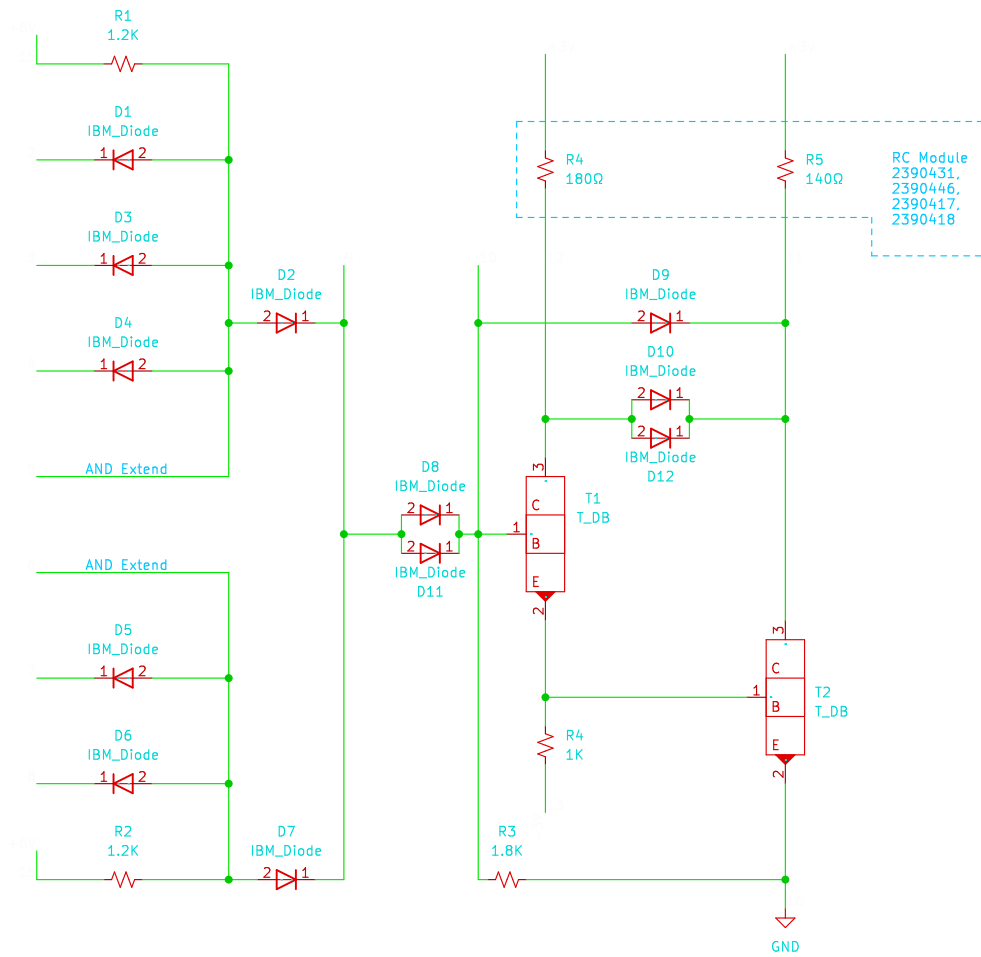 R1
1.2K
D1
IBM_Diode
1 2
D3
IBM_Diode
1 2
D4
IBM_Diode
1 2
AND Extend
D2
IBM_Diode
2 1
AND Extend
D5
IBM_Diode
1 2
D6
IBM_Diode
1 2
R2
1.2K
D7
IBM_Diode
2 1
D8
IBM_Diode
2 1
2 1
IBM_Diode
D11
R3
1.8K
R4
180Ω
R5
140Ω
RC Module
2390431,
2390446,
2390417,
2390418
D9
IBM_Diode
2 1
D10
IBM_Diode
2 1
2 1
IBM_Diode
D12
3
C
1
B
E
2
T1
T_DB
R4
1K
3
C
1
B
E
2
T2
T_DB
GND